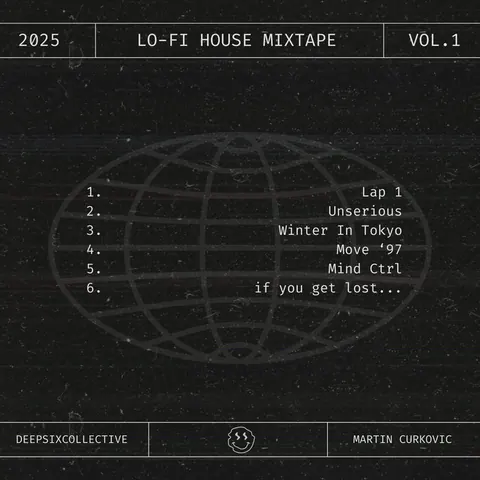 2025 LO-FI HOUSE MIXTAPE VOL.1
1. Lap 1
2. Unserious
3. Winter In Tokyo
4. Move ‘97
5. Mind Ctrl
6. if you get lost...
DEEPSIXCOLLECTIVE MARTIN CURKOVIC